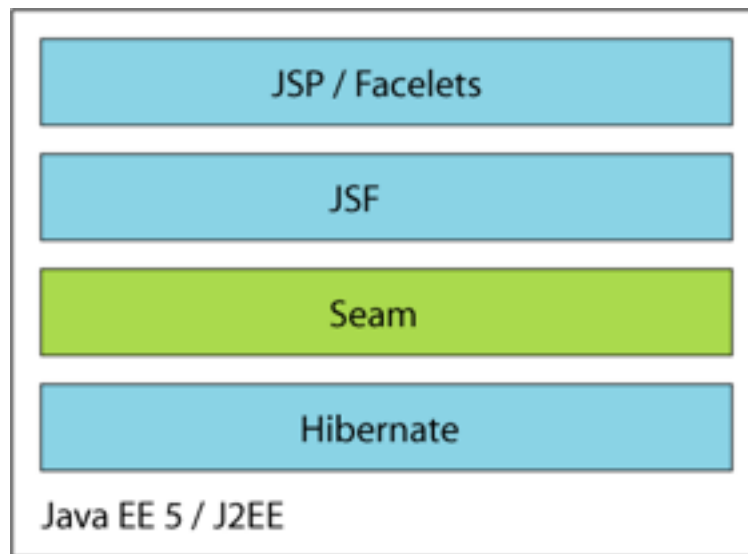 JSP / Facelets
JSF
Seam
Hibernate
Java EE 5 / J2EE